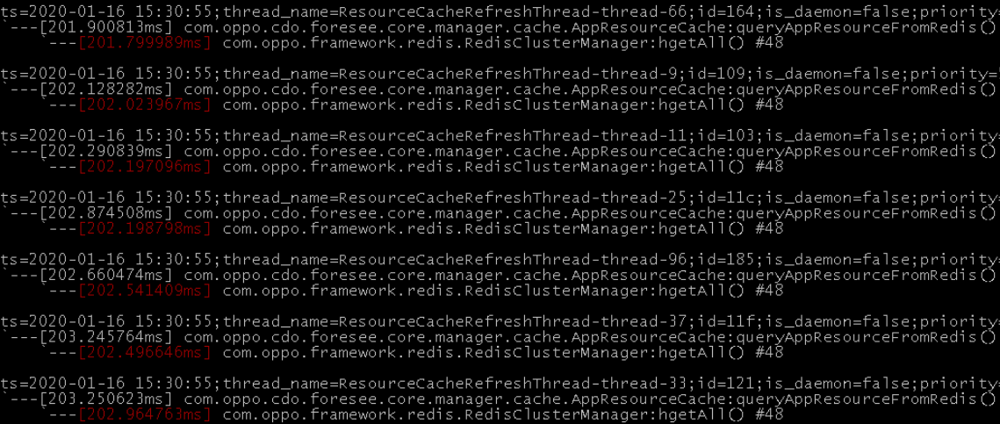 ts=2020-01-16 15:30:55;thread_name=ResourceCacheRefreshThread-thread-66;id=164;is_daemon=false;priority=
`---[201.900813ms] com.oppo.cdo.foresee.core.manager.cache.AppResourceCache:queryAppResourceFromRedis()
`---[201.799989ms] com.oppo.framework.redis.RedisClusterManager:hgetAll() #48
ts=2020-01-16 15:30:55;thread_name=ResourceCacheRefreshThread-thread-9;id=109;is_daemon=false;priority=
`---[202.128282ms] com.oppo.cdo.foresee.core.manager.cache.AppResourceCache:queryAppResourceFromRedis()
`---[202.023967ms] com.oppo.framework.redis.RedisClusterManager:hgetAll() #48
ts=2020-01-16 15:30:55;thread_name=ResourceCacheRefreshThread-thread-11;id=103;is_daemon=false;priority
`---[202.290839ms] com.oppo.cdo.foresee.core.manager.cache.AppResourceCache:queryAppResourceFromRedis()
`---[202.197096ms] com.oppo.framework.redis.RedisClusterManager:hgetAll() #48
ts=2020-01-16 15:30:55;thread_name=ResourceCacheRefreshThread-thread-25;id=11c;is_daemon=false;priority
`---[202.874508ms] com.oppo.cdo.foresee.core.manager.cache.AppResourceCache:queryAppResourceFromRedis()
`---[202.198798ms] com.oppo.framework.redis.RedisClusterManager:hgetAll() #48
ts=2020-01-16 15:30:55;thread_name=ResourceCacheRefreshThread-thread-96;id=185;is_daemon=false;priority
`---[202.660474ms] com.oppo.cdo.foresee.core.manager.cache.AppResourceCache:queryAppResourceFromRedis()
`---[202.541409ms] com.oppo.framework.redis.RedisClusterManager:hgetAll() #48
ts=2020-01-16 15:30:55;thread_name=ResourceCacheRefreshThread-thread-37;id=11f;is_daemon=false;priority
`---[203.245764ms] com.oppo.cdo.foresee.core.manager.cache.AppResourceCache:queryAppResourceFromRedis()
`---[202.496646ms] com.oppo.framework.redis.RedisClusterManager:hgetAll() #48
ts=2020-01-16 15:30:55;thread_name=ResourceCacheRefreshThread-thread-33;id=121;is_daemon=false;priority=
`---[203.250623ms] com.oppo.cdo.foresee.core.manager.cache.AppResourceCache:queryAppResourceFromRedis()
`---[202.964763ms] com.oppo.framework.redis.RedisClusterManager:hgetAll() #48